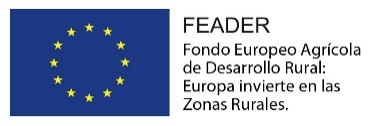 FEADER
Fondo Europeo Agrícola
de Desarrollo Rural:
Europa invierte en las
Zonas Rurales.